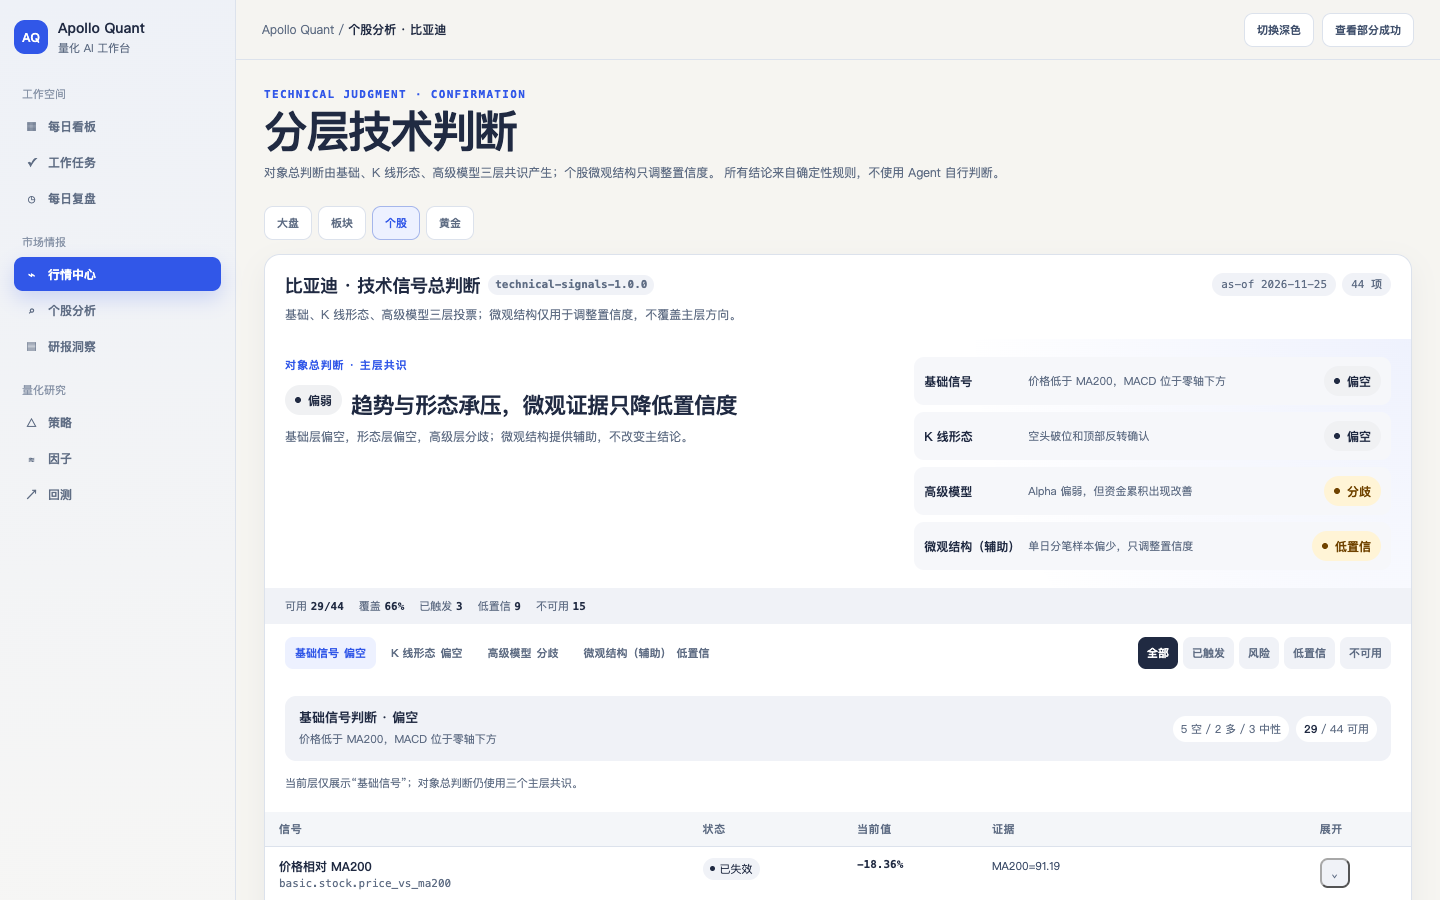 AQ
Apollo Quant
量化 AI 工作台
Apollo Quant / 个股分析 · 比亚迪
切换深色
查看部分成功
工作空间
每日看板
工作任务
每日复盘
市场情报
行情中心
个股分析
研报洞察
量化研究
策略
因子
回测
TECHNICAL JUDGMENT · CONFIRMATION
分层技术判断
对象总判断由基础、K 线形态、高级模型三层共识产生；个股微观结构只调整置信度。 所有结论来自确定性规则，不使用 Agent 自行判断。
大盘
板块
个股
黄金
比亚迪 · 技术信号总判断 technical-signals-1.0.0
as-of 2026-11-25
44 项
基础、K 线形态、高级模型三层投票；微观结构仅用于调整置信度，不覆盖主层方向。
对象总判断 · 主层共识
偏弱 趋势与形态承压，微观证据只降低置信度
基础层偏空，形态层偏空，高级层分歧；微观结构提供辅助，不改变主结论。
基础信号 价格低于 MA200，MACD 位于零轴下方 偏空
K 线形态 空头破位和顶部反转确认 偏空
高级模型 Alpha 偏弱，但资金累积出现改善 分歧
微观结构（辅助） 单日分笔样本偏少，只调整置信度 低置信
可用 29/44 覆盖 66% 已触发 3 低置信 9 不可用 15
基础信号 偏空 K 线形态 偏空 高级模型 分歧 微观结构（辅助） 低置信
全部 已触发 风险 低置信 不可用
基础信号判断 · 偏空
价格低于 MA200，MACD 位于零轴下方
5 空 / 2 多 / 3 中性
29 / 44 可用
当前层仅展示“基础信号”；对象总判断仍使用三个主层共识。
信号 状态 当前值 证据 展开
价格相对 MA200 已失效 -18.36% MA200=91.19
basic.stock.price_vs_ma200